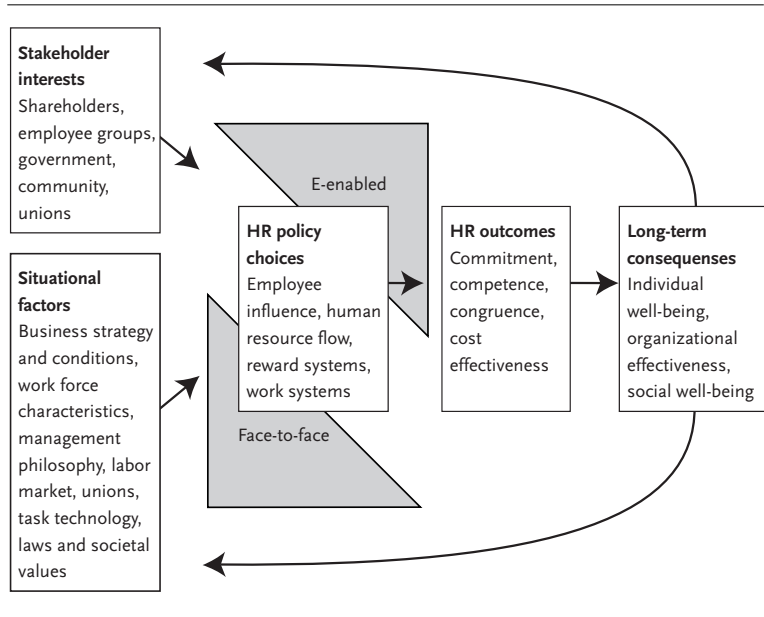 Stakeholder
interests
Shareholders,
employee groups,
government,
community,
unions
Situational
factors
Business strategy
and conditions,
work force
characteristics,
management
philosophy, labor
market, unions,
task technology,
laws and societal
values
E-enabled
HR policy
choices
Employee
influence, human
resource flow,
reward systems,
work systems
Face-to-face
HR outcomes
Commitment,
competence,
congruence,
cost
effectiveness
Long-term
consequenses
Individual
well-being,
organizational
effectiveness,
social well-being